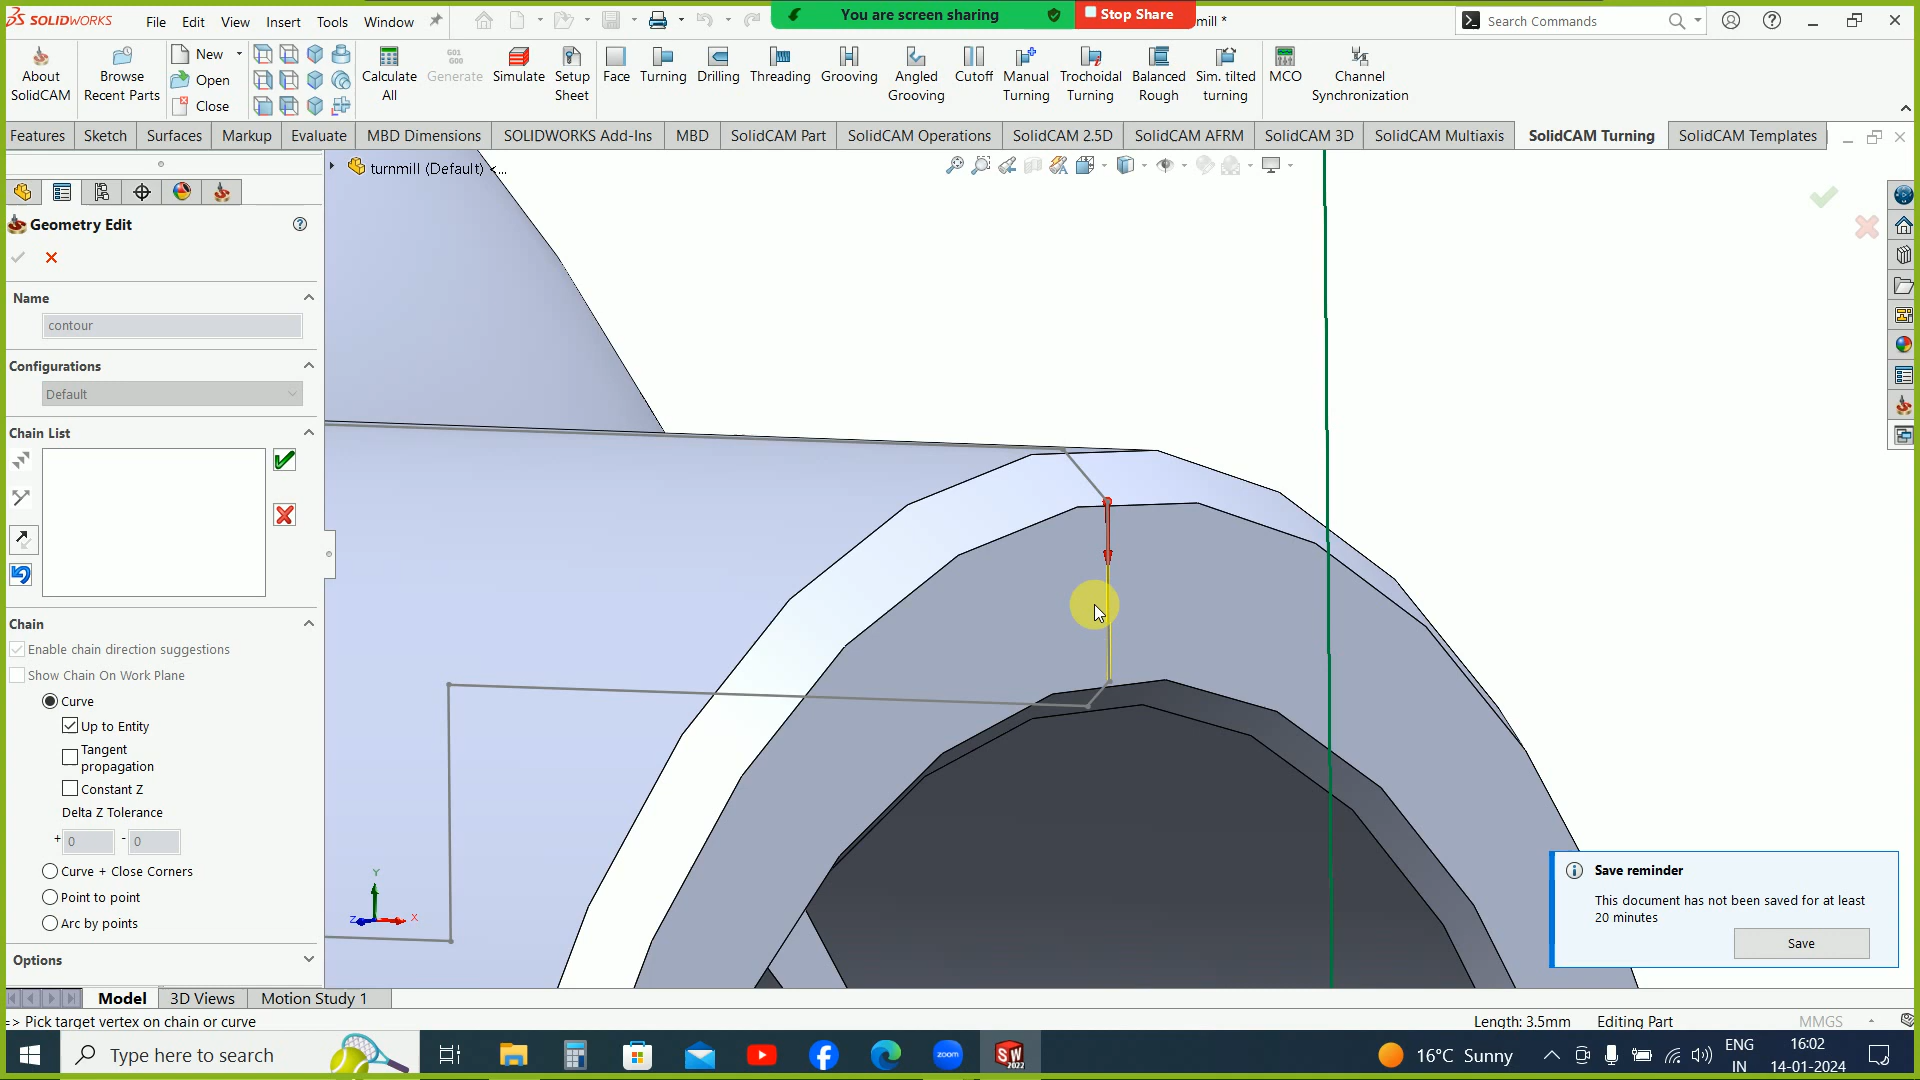 SOLIDWORKS
File Edit View Insert Tools Window
You are screen sharing
Stop Share
mill *
Search Commands
About SolidCAM
Browse Recent Parts
New
Open
Close
Calculate All
G01
G00
Generate
Simulate
Setup Sheet
Face
Turning
Drilling
Threading
Grooving
Angled Grooving
Cutoff
Manual Turning
Trochoidal Turning
Balanced Rough
Sim. tilted turning
MCO
Channel Synchronization
Features Sketch Surfaces Markup Evaluate MBD Dimensions SOLIDWORKS Add-Ins MBD SolidCAM Part SolidCAM Operations SolidCAM 2.5D SolidCAM AFRM SolidCAM 3D SolidCAM Multiaxis SolidCAM Turning SolidCAM Templates
turnmill (Default) <...
Geometry Edit
Name
contour
Configurations
Default
Chain List
Chain
Enable chain direction suggestions
Show Chain On Work Plane
Curve
Up to Entity
Tangent propagation
Constant Z
Delta Z Tolerance
+ 0 - 0
Curve + Close Corners
Point to point
Arc by points
Options
Y
Z
X
Save reminder
This document has not been saved for at least
20 minutes
Save
Model 3D Views Motion Study 1
=> Pick target vertex on chain or curve
Length: 3.5mm Editing Part MMGS
Type here to search
zoom
SW
2022
16°C Sunny
ENG
IN
16:02
14-01-2024